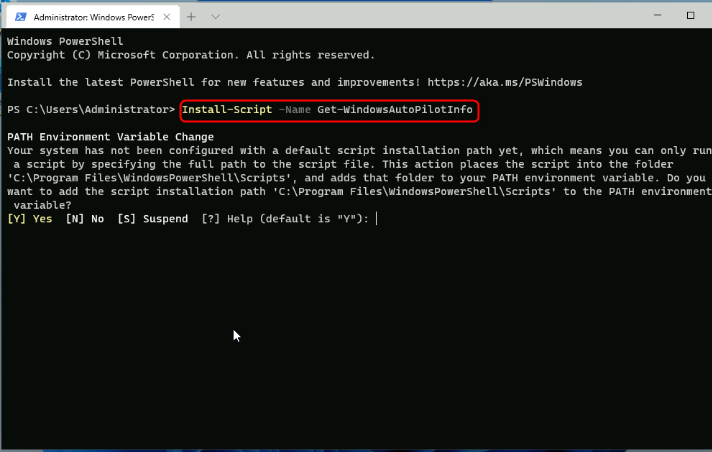 Administrator: Windows PowerS
Windows PowerShell
Copyright (C) Microsoft Corporation. All rights reserved.
Install the latest PowerShell for new features and improvements! https://aka.ms/PSWindows
PS C:\Users\Administrator> Install-Script -Name Get-WindowsAutoPilotInfo
PATH Environment Variable Change
Your system has not been configured with a default script installation path yet, which means you can only run
a script by specifying the full path to the script file. This action places the script into the folder
'C:\Program Files\WindowsPowerShell\Scripts', and adds that folder to your PATH environment variable. Do you
want to add the script installation path 'C:\Program Files\WindowsPowerShell\Scripts' to the PATH environment
variable?
[Y] Yes  [N] No  [S] Suspend  [?] Help (default is "Y"):